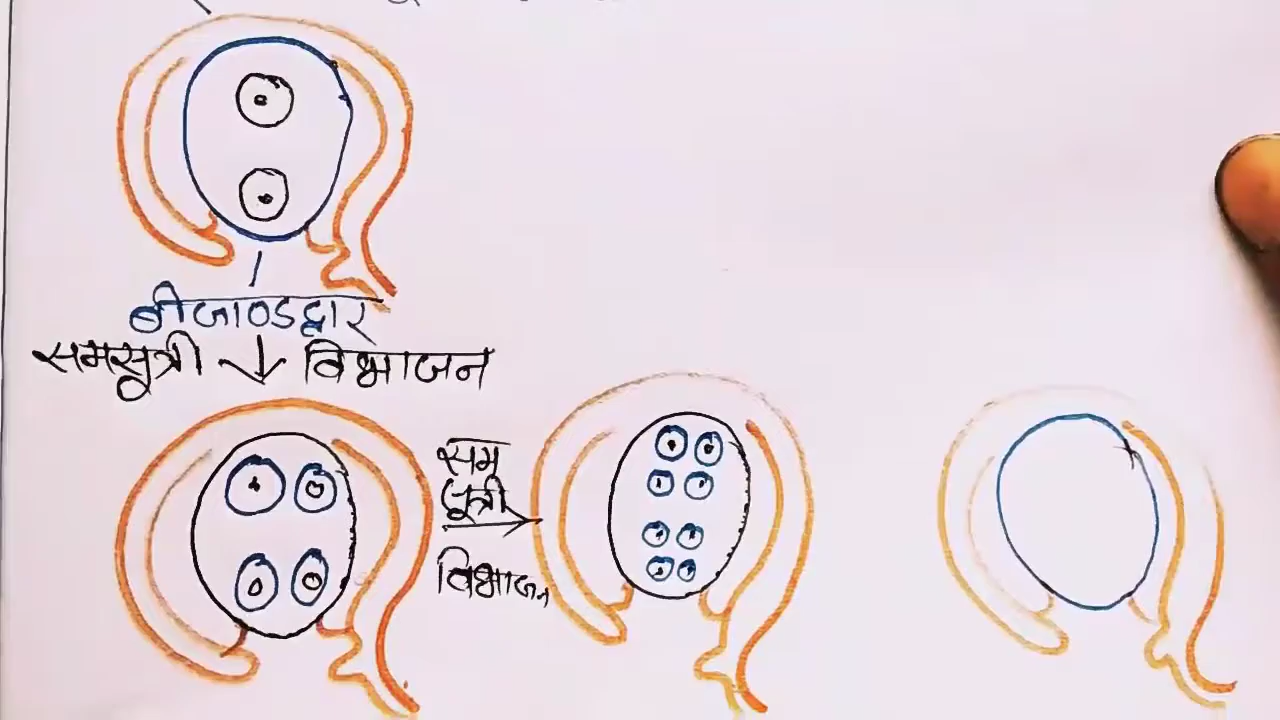 बीजाण्डद्वार
समसूत्री विभाजन
सम
सूत्री
विभाजन